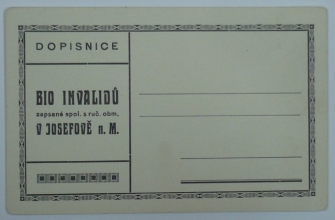 DOPISNICE
BIO INVALIDŮ
zapsané spol. s ruč. obm.
V JOSEFOVĚ n. M.